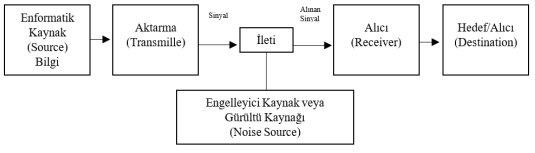 Enformatik
Kaynak
(Source)
Bilgi
Aktarma
(Transmille)
Sinyal
İleti
Alınan
Sinyal
Alıcı
(Receiver)
Hedef/Alıcı
(Destination)
Engelleyici Kaynak veya
Gürültü Kaynağı
(Noise Source)